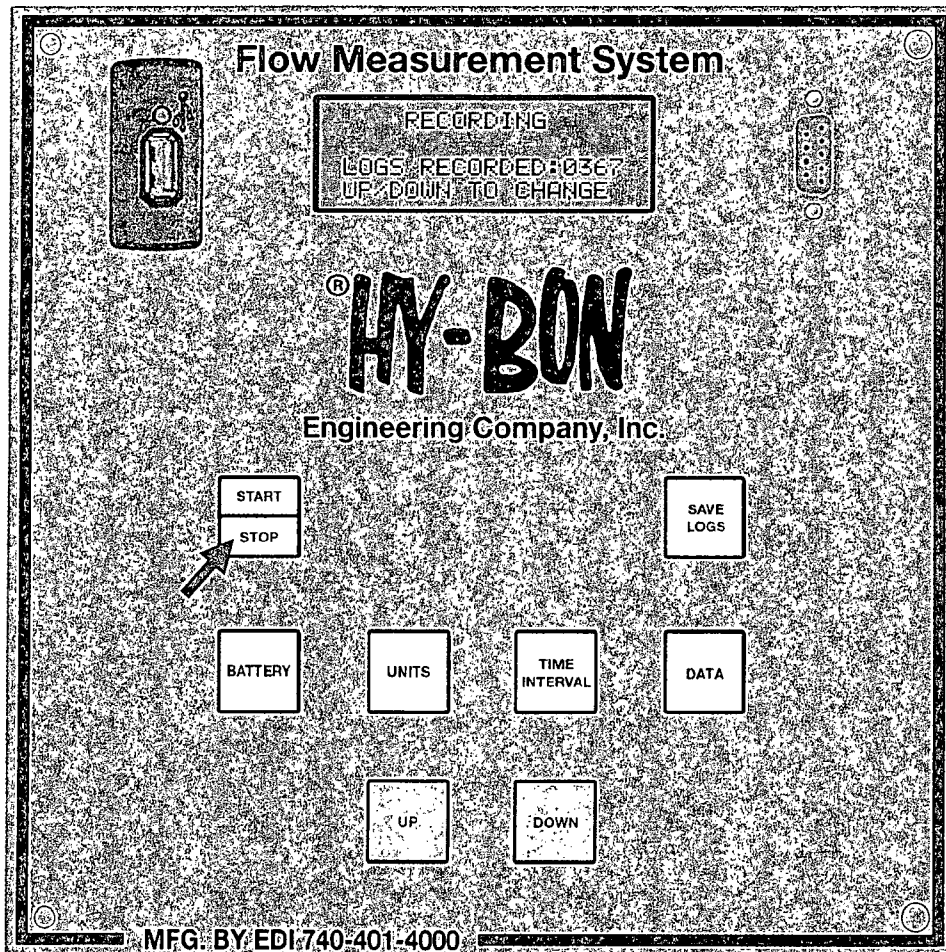 Flow Measurement System
RECORDING
LOGS RECORDED:0367
UP/DOWN TO CHANGE
®HY-BON
Engineering Company, Inc.
START
STOP
SAVE
LOGS
BATTERY
UNITS
TIME
INTERVAL
DATA
UP
DOWN
MFG. BY EDI 740-401-4000